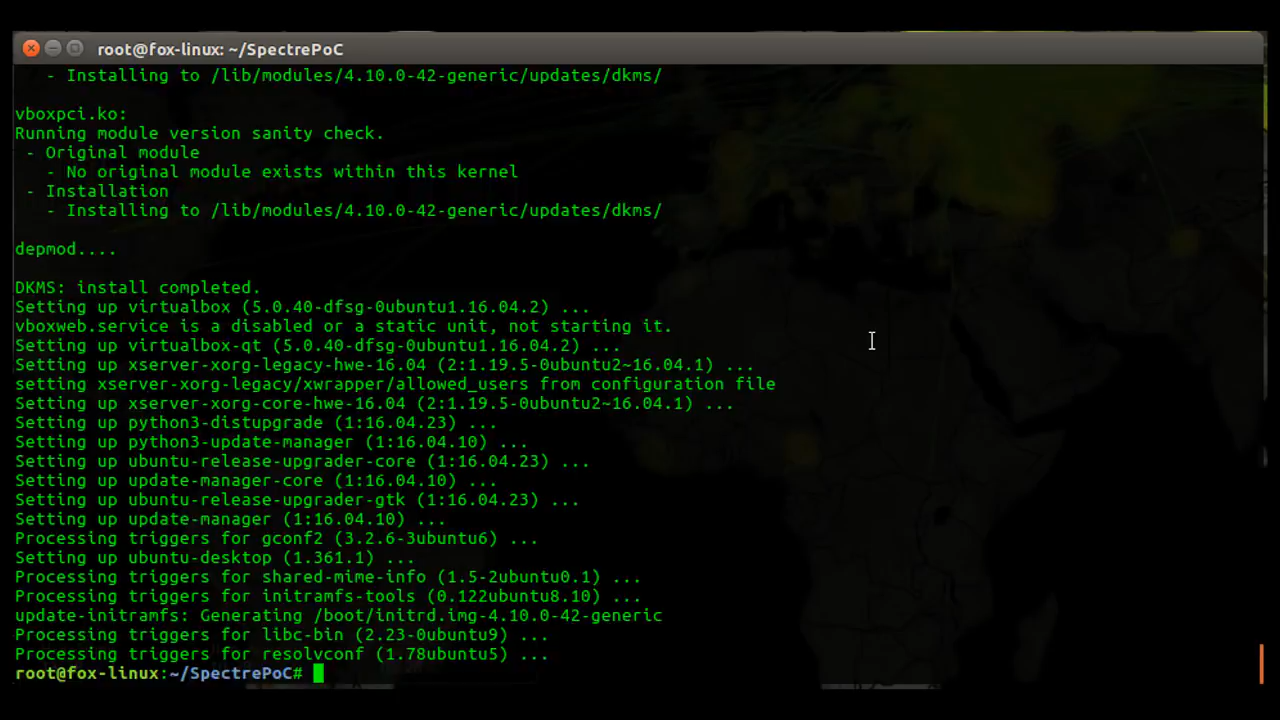 root@fox-linux: ~/SpectrePoC
- Installing to /lib/modules/4.10.0-42-generic/updates/dkms/
vboxpci.ko:
Running module version sanity check.
- Original module
- No original module exists within this kernel
- Installation
- Installing to /lib/modules/4.10.0-42-generic/updates/dkms/
depmod....
DKMS: install completed.
Setting up virtualbox (5.0.40-dfsg-0ubuntu1.16.04.2) ...
vboxweb.service is a disabled or a static unit, not starting it.
Setting up virtualbox-qt (5.0.40-dfsg-0ubuntu1.16.04.2) ...
Setting up xserver-xorg-legacy-hwe-16.04 (2:1.19.5-0ubuntu2~16.04.1) ...
setting xserver-xorg-legacy/xwrapper/allowed_users from configuration file
Setting up xserver-xorg-core-hwe-16.04 (2:1.19.5-0ubuntu2~16.04.1) ...
Setting up python3-distupgrade (1:16.04.23) ...
Setting up python3-update-manager (1:16.04.10) ...
Setting up ubuntu-release-upgrader-core (1:16.04.23) ...
Setting up update-manager-core (1:16.04.10) ...
Setting up ubuntu-release-upgrader-gtk (1:16.04.23) ...
Setting up update-manager (1:16.04.10) ...
Processing triggers for gconf2 (3.2.6-3ubuntu6) ...
Setting up ubuntu-desktop (1.361.1) ...
Processing triggers for shared-mime-info (1.5-2ubuntu0.1) ...
Processing triggers for initramfs-tools (0.122ubuntu8.10) ...
update-initramfs: Generating /boot/initrd.img-4.10.0-42-generic
Processing triggers for libc-bin (2.23-0ubuntu9) ...
Processing triggers for resolvconf (1.78ubuntu5) ...
root@fox-linux:~/SpectrePoC#